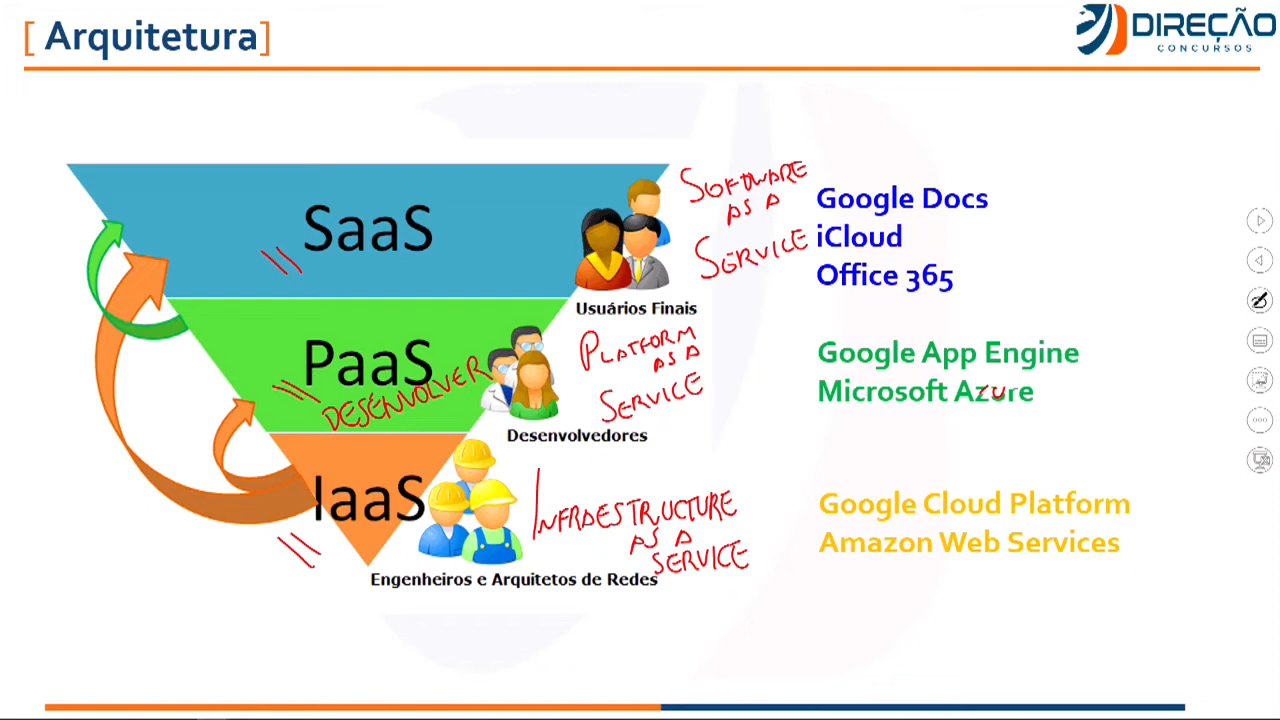 [ Arquitetura]
DIREÇÃO
CONCURSOS
SaaS
SOFTWARE
AS A
SERVICE
Google Docs
iCloud
Office 365
Usuários Finais
PaaS
DESENVOLVER
PLATFORM
AS A
SERVICE
Google App Engine
Microsoft Azure
Desenvolvedores
IaaS
INFRAESTRUCTURE
AS A
SERVICE
Google Cloud Platform
Amazon Web Services
Engenheiros e Arquitetos de Redes